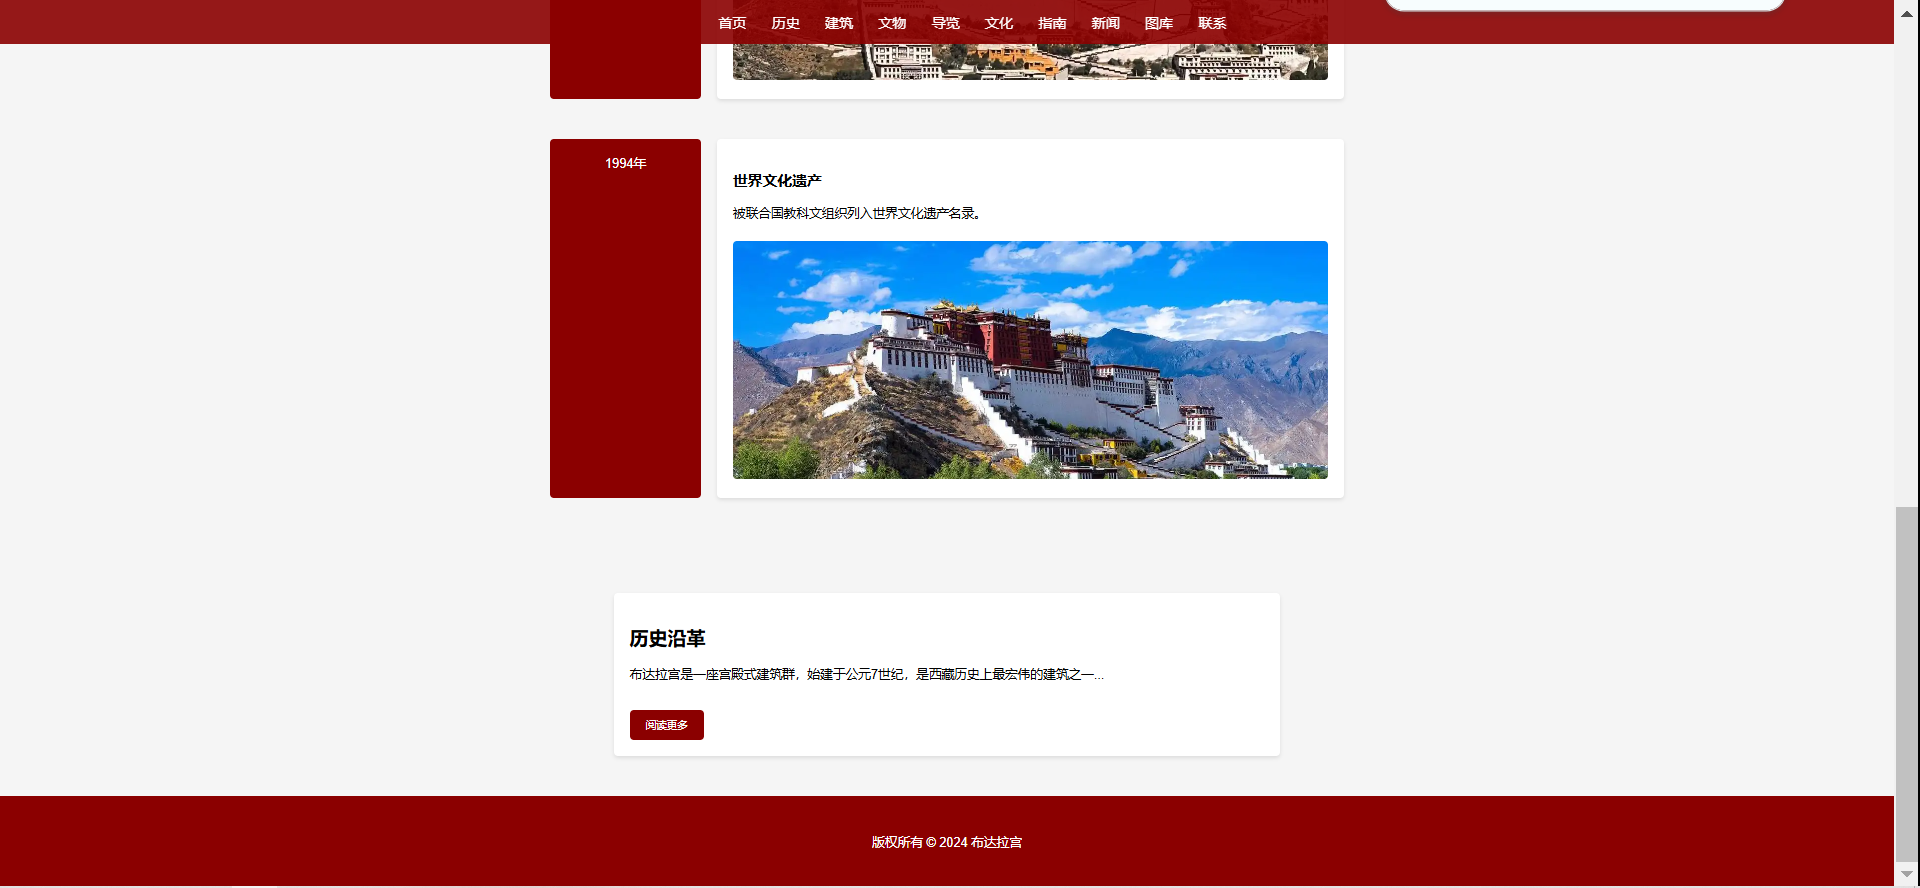 首页 历史 建筑 文物 导览 文化 指南 新闻 图库 联系
1994年
世界文化遗产
被联合国教科文组织列入世界文化遗产名录。
历史沿革
布达拉宫是一座宫殿式建筑群，始建于公元7世纪，是西藏历史上最宏伟的建筑之一...
阅读更多
版权所有 © 2024 布达拉宫